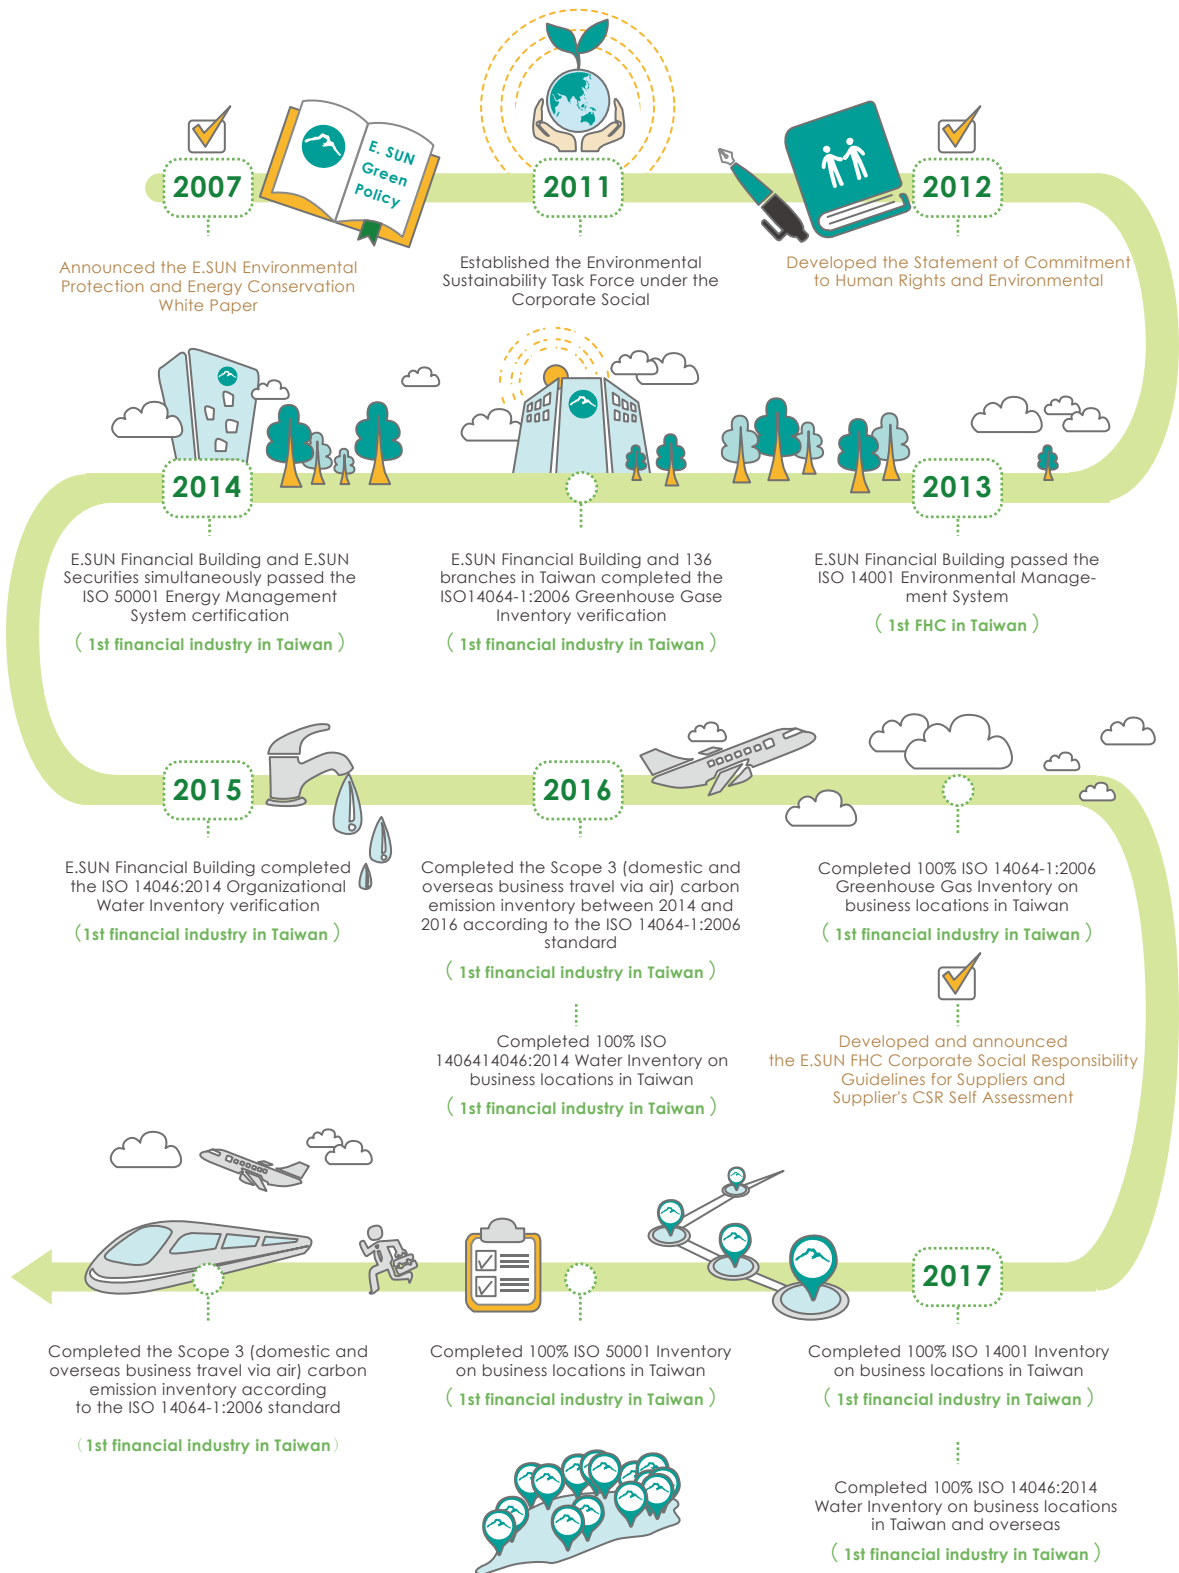 2007
E. SUN
Green
Policy
2011
2012
Announced the E.SUN Environmental
Protection and Energy Conservation
White Paper
Established the Environmental
Sustainability Task Force under the
Corporate Social
Developed the Statement of Commitment
to Human Rights and Environmental
2013
E.SUN Financial Building passed the
ISO 14001 Environmental Manage-
ment System
( 1st FHC in Taiwan )
E.SUN Financial Building and 136
branches in Taiwan completed the
ISO14064-1:2006 Greenhouse Gase
Inventory verification
( 1st financial industry in Taiwan )
2014
E.SUN Financial Building and E.SUN
Securities simultaneously passed the
ISO 50001 Energy Management
System certification
( 1st financial industry in Taiwan )
2015
E.SUN Financial Building completed
the ISO 14046:2014 Organizational
Water Inventory verification
(1st financial industry in Taiwan )
2016
Completed the Scope 3 (domestic and
overseas business travel via air) carbon
emission inventory between 2014 and
2016 according to the ISO 14064-1:2006
standard
( 1st financial industry in Taiwan )
Completed 100% ISO
1406414046:2014 Water Inventory on
business locations in Taiwan
( 1st financial industry in Taiwan )
Completed 100% ISO 14064-1:2006
Greenhouse Gas Inventory on
business locations in Taiwan
( 1st financial industry in Taiwan )
Developed and announced
the E.SUN FHC Corporate Social Responsibility
Guidelines for Suppliers and
Supplier's CSR Self Assessment
2017
Completed 100% ISO 14001 Inventory
on business locations in Taiwan
( 1st financial industry in Taiwan )
Completed 100% ISO 14046:2014
Water Inventory on business locations
in Taiwan and overseas
( 1st financial industry in Taiwan )
Completed 100% ISO 50001 Inventory
on business locations in Taiwan
( 1st financial industry in Taiwan )
Completed the Scope 3 (domestic and
overseas business travel via air) carbon
emission inventory according
to the ISO 14064-1:2006 standard
( 1st financial industry in Taiwan )